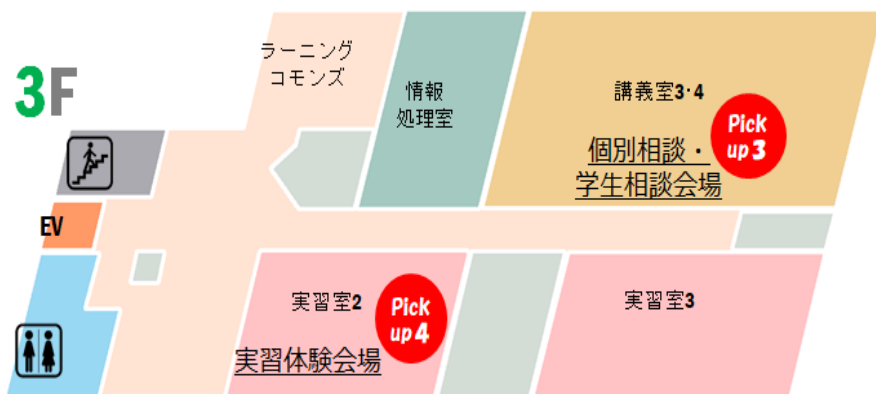 3F
ラーニング
コモンズ
情報
処理室
講義室3・4
個別相談・
学生相談会場
Pick
up 3
EV
実習室2
実習体験会場
Pick
up 4
実習室3